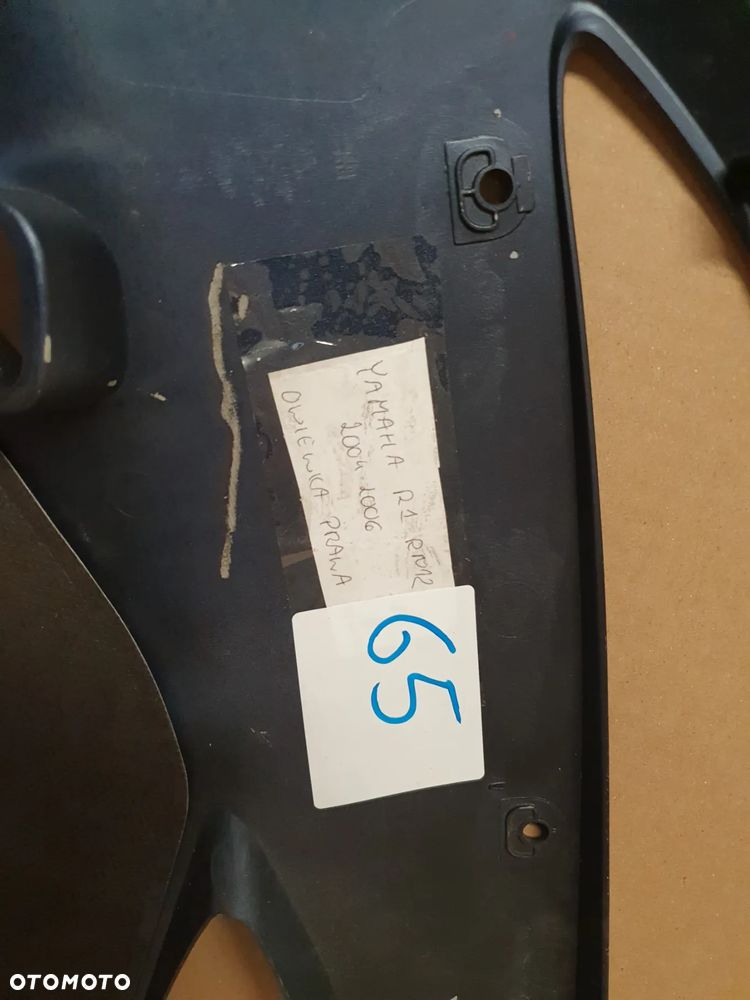 YAMAHA R1 RN12
2004-2006
OWIEWKA PRAWA
65
OTOMOTO